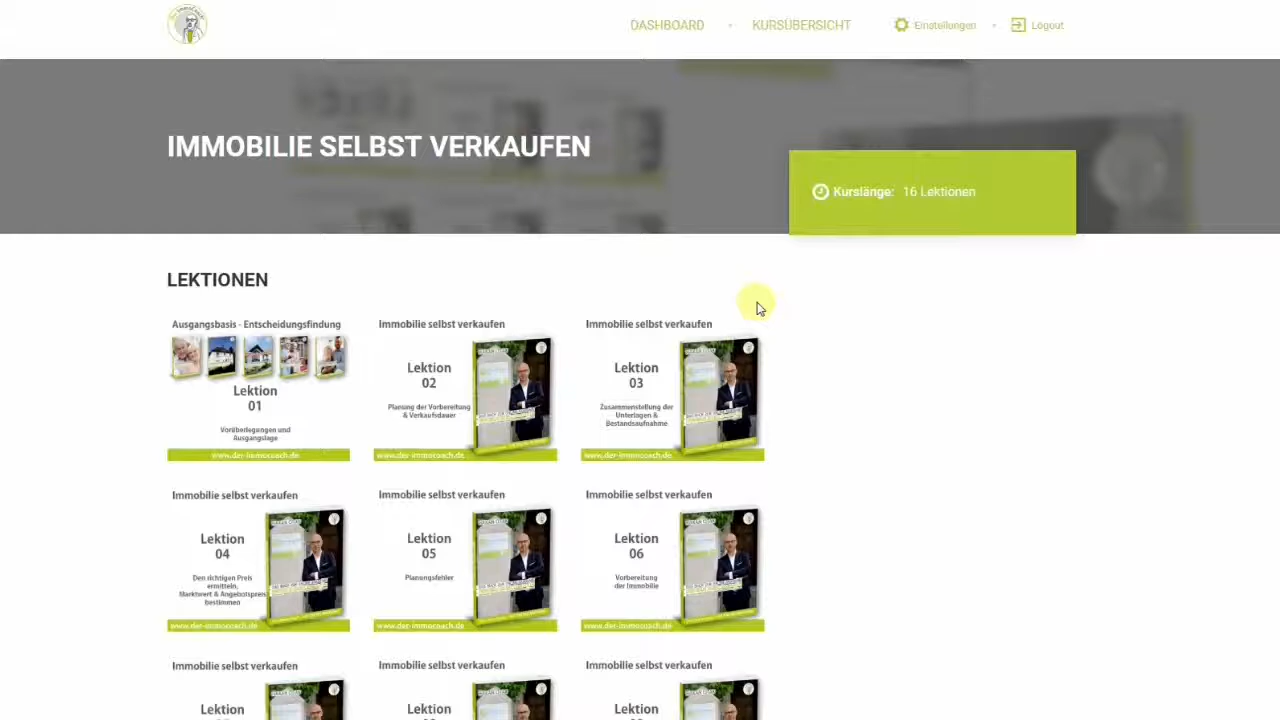 DASHBOARD
KURSÜBERSICHT
Einstellungen
Logout
IMMOBILIE SELBST VERKAUFEN
Kurslänge: 16 Lektionen
LEKTIONEN
Ausgangsbasis - Entscheidungsfindung
Lektion
01
Vorüberlegungen und
Ausgangslage
www.der-immocoach.de
Immobilie selbst verkaufen
Lektion
02
Planung der Vorbereitung
& Verkaufsdauer
www.der-immocoach.de
Immobilie selbst verkaufen
Lektion
03
Zusammenstellung der
Unterlagen &
Bestandsaufnahme
www.der-immocoach.de
Immobilie selbst verkaufen
Lektion
04
Den richtigen Preis
ermitteln,
Marktwert & Angebotspreis
bestimmen
www.der-immocoach.de
Immobilie selbst verkaufen
Lektion
05
Planungsfehler
www.der-immocoach.de
Immobilie selbst verkaufen
Lektion
06
Vorbereitung
der Immobilie
www.der-immocoach.de
Immobilie selbst verkaufen
Lektion
Immobilie selbst verkaufen
Lektion
Immobilie selbst verkaufen
Lektion